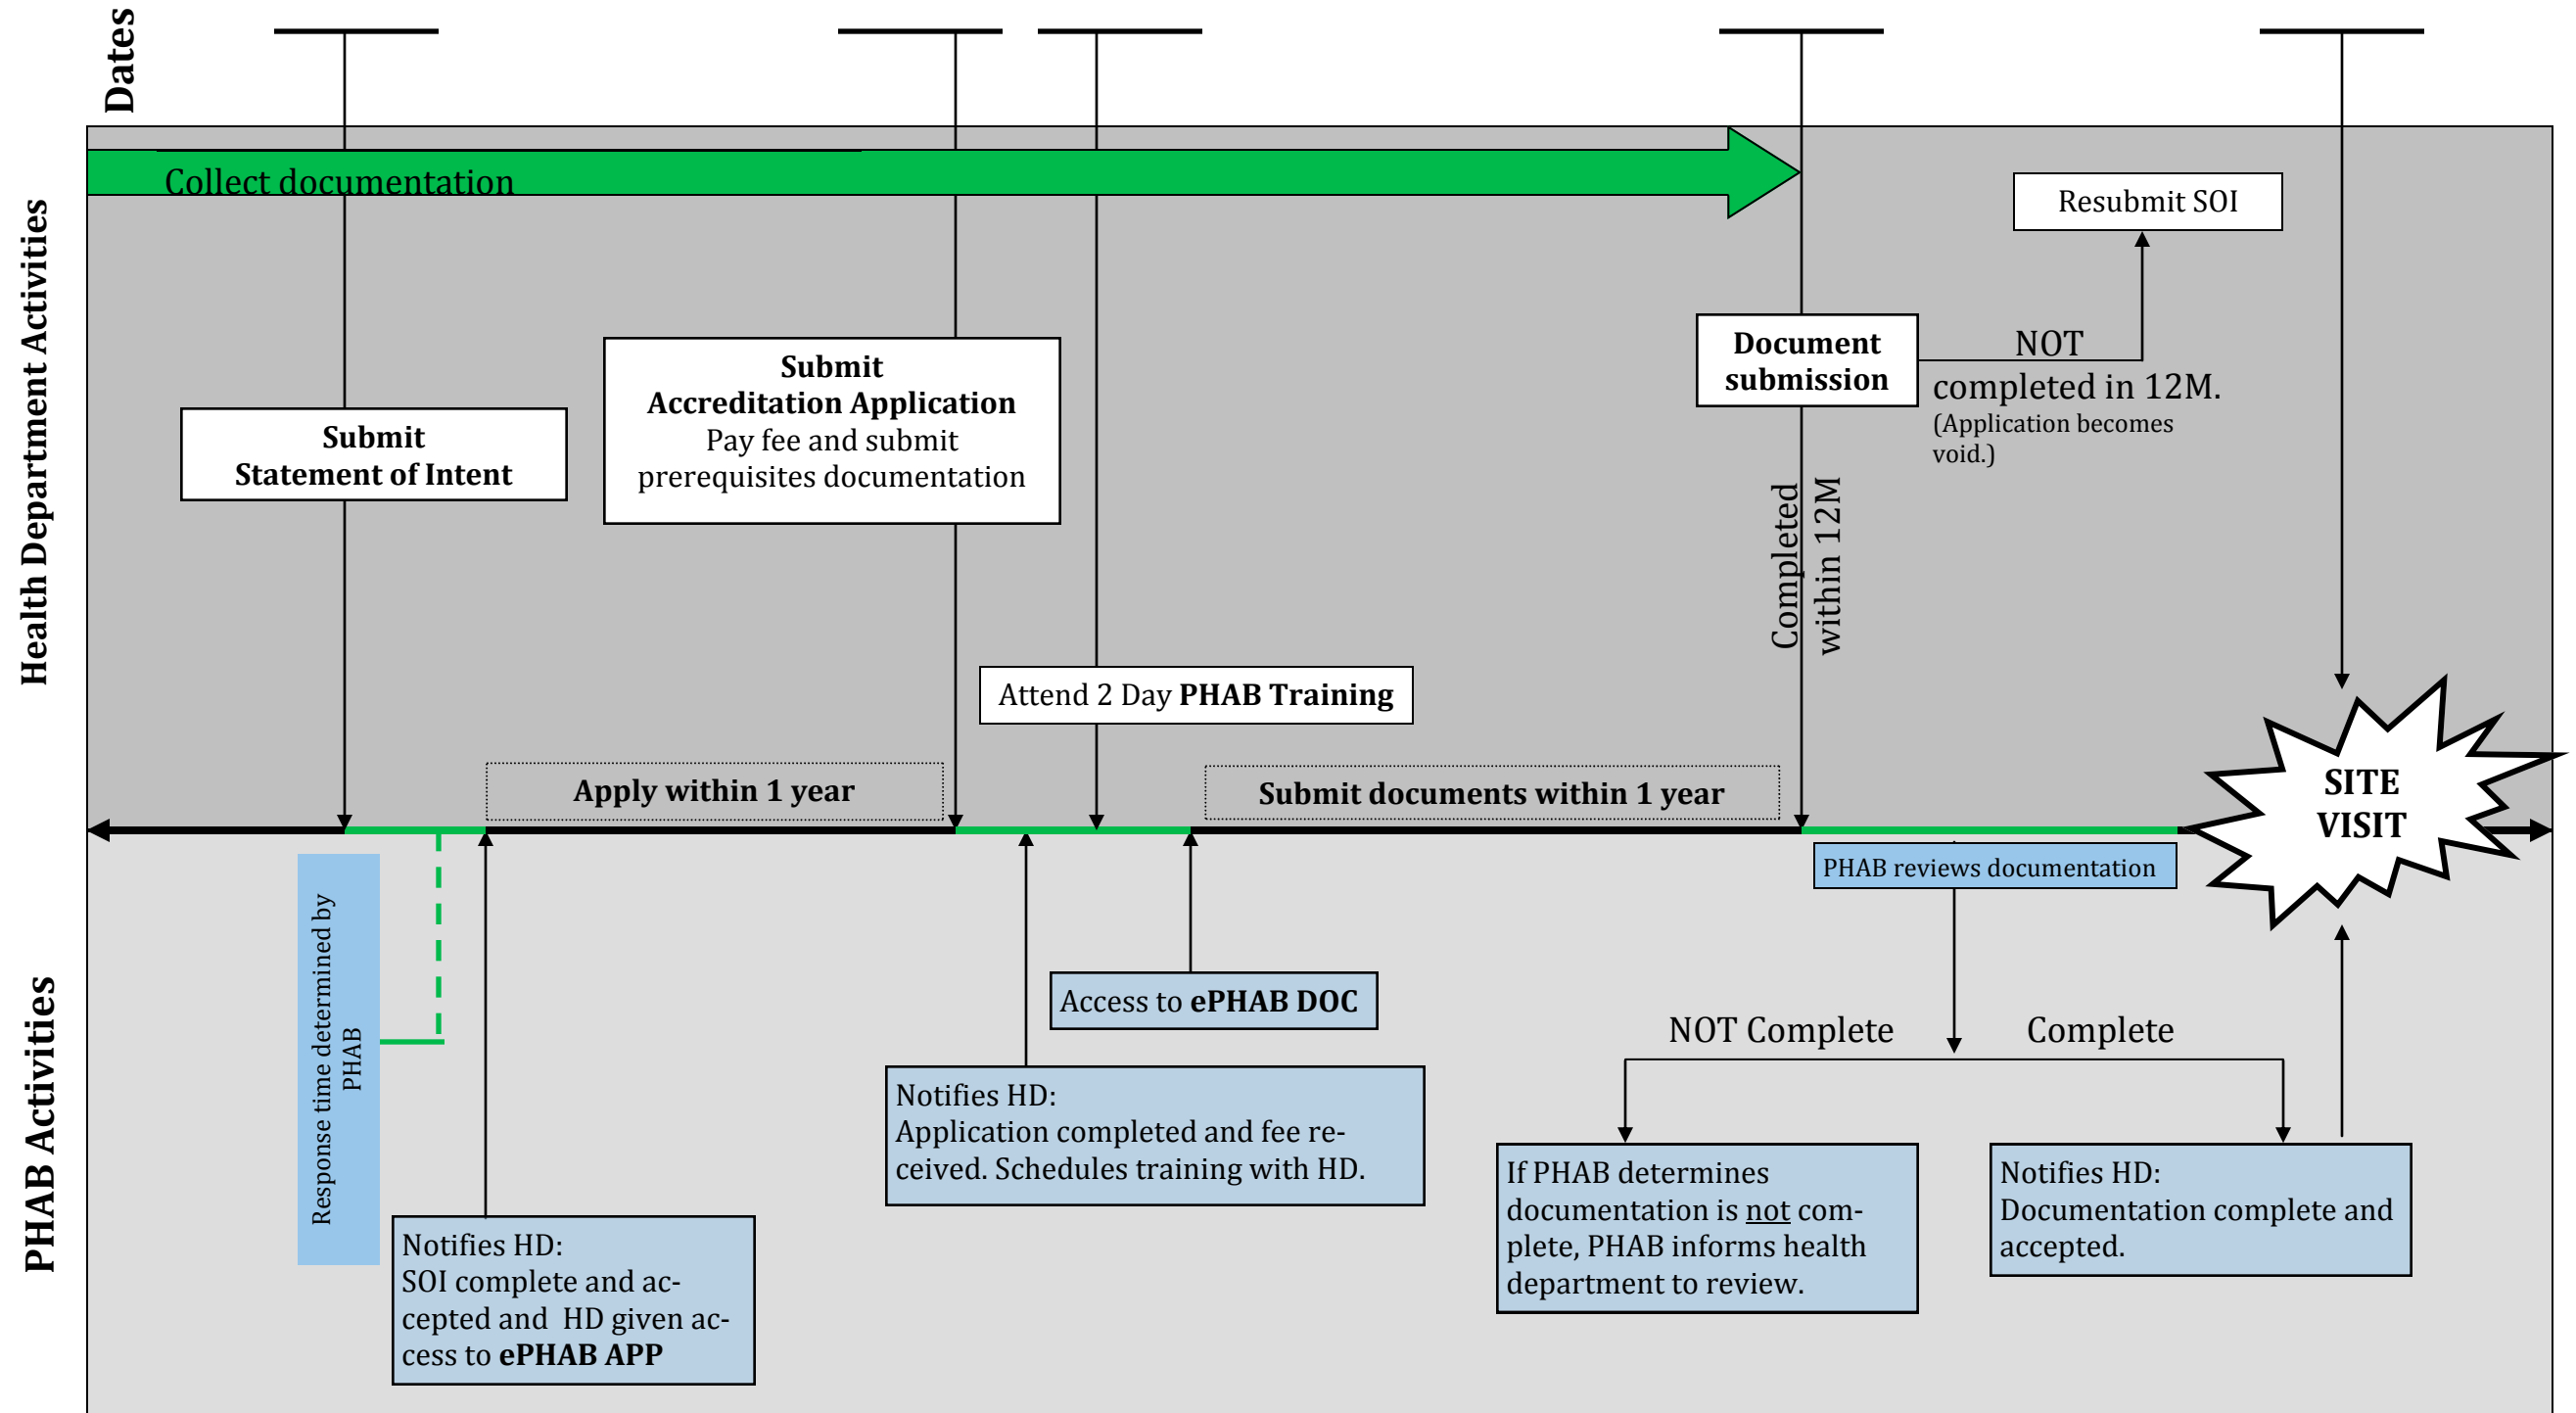 Dates
Health Department Activities
PHAB Activities
Collect documentation
Resubmit SOI
Submit
Statement of Intent
Submit
Accreditation Application
Pay fee and submit
prerequisites documentation
Document
submission
NOT
completed in 12M.
(Application becomes
void.)
Completed
within 12M
Attend 2 Day PHAB Training
Apply within 1 year
Submit documents within 1 year
SITE
VISIT
Response time determined by
PHAB
PHAB reviews documentation
Access to ePHAB DOC
NOT Complete
Complete
Notifies HD:
SOI complete and ac-
cepted and  HD given ac-
cess to ePHAB APP
Notifies HD:
Application completed and fee re-
ceived. Schedules training with HD.
If PHAB determines
documentation is not com-
plete, PHAB informs health
department to review.
Notifies HD:
Documentation complete and
accepted.